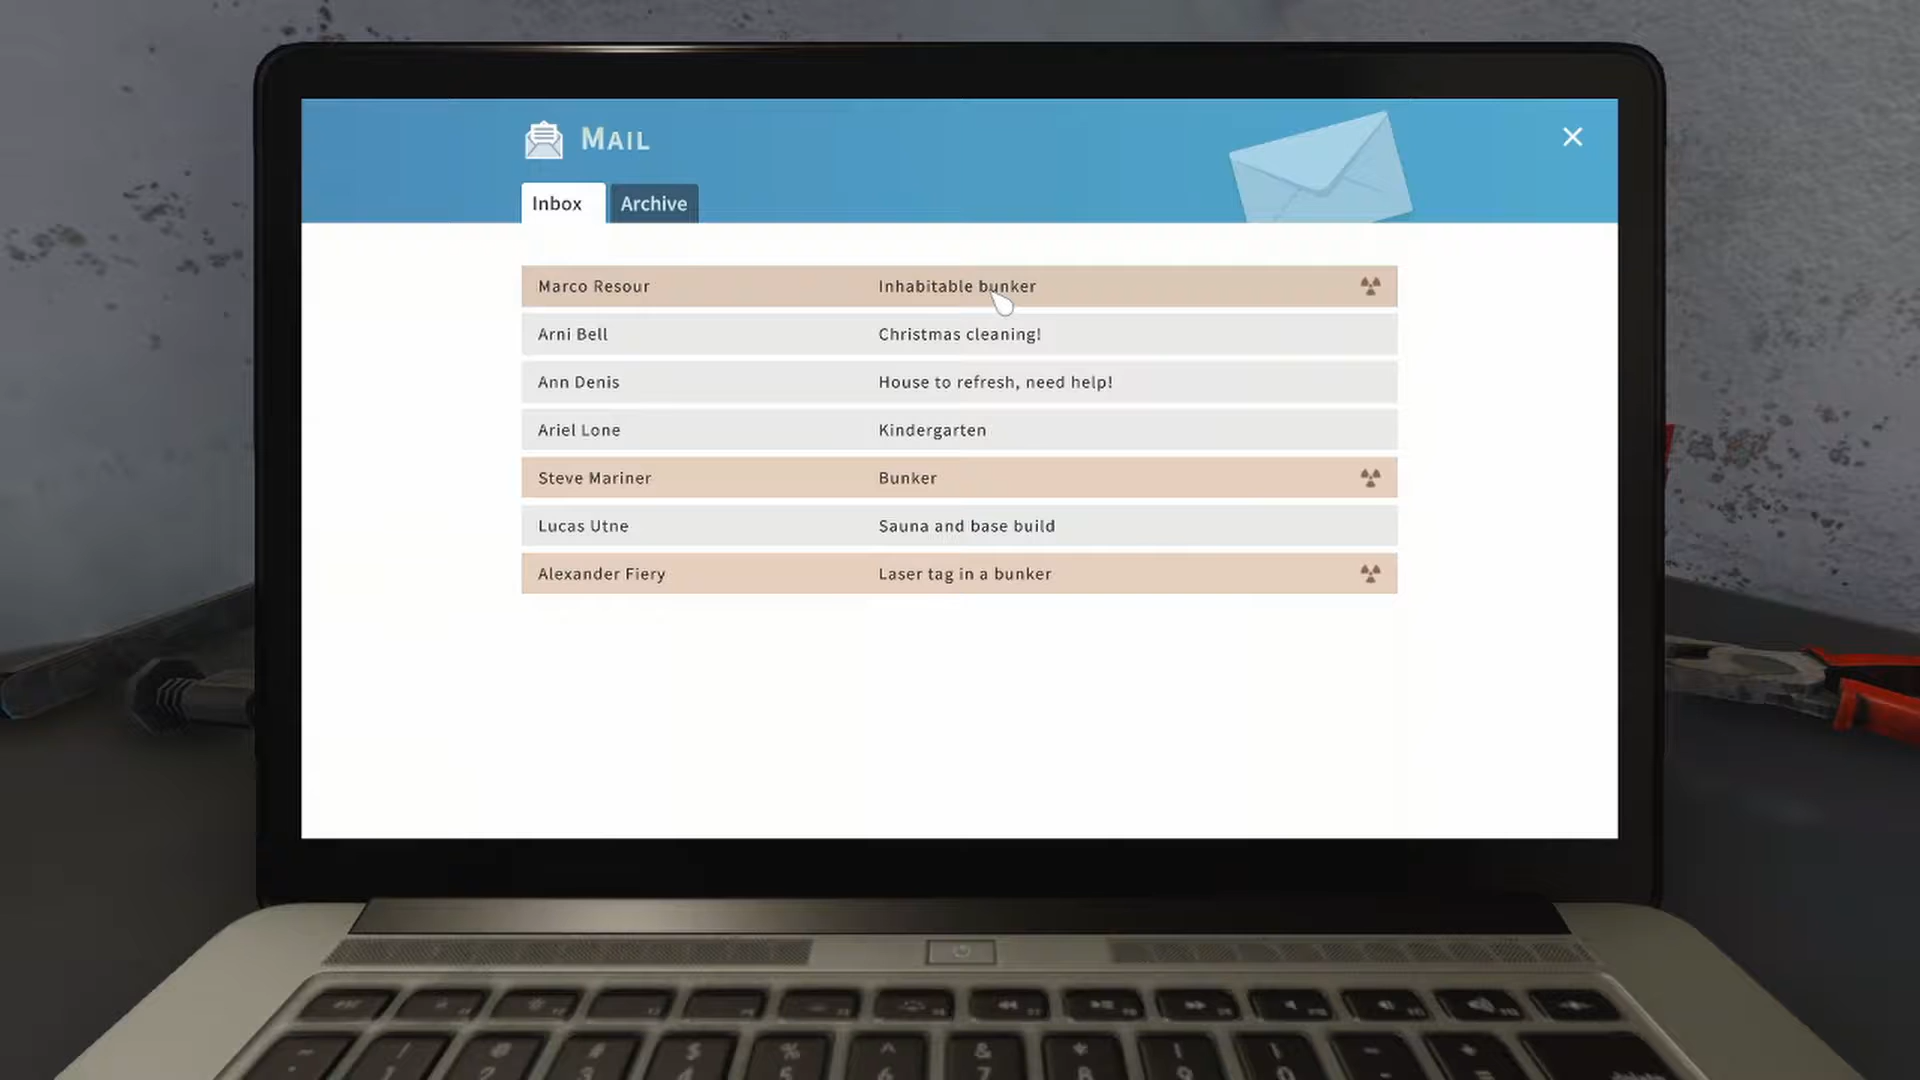 MAIL
Inbox Archive
Marco Resour Inhabitable bunker
Arni Bell Christmas cleaning!
Ann Denis House to refresh, need help!
Ariel Lone Kindergarten
Steve Mariner Bunker
Lucas Utne Sauna and base build
Alexander Fiery Laser tag in a bunker